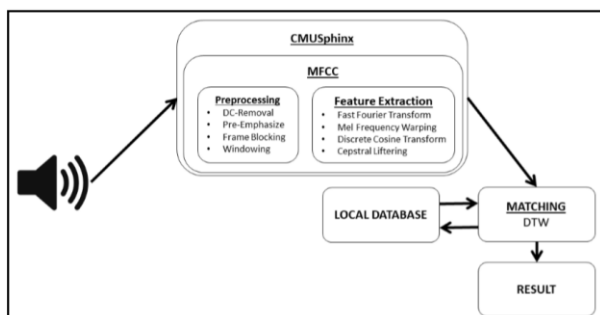 CMUSphinx
MFCC
Preprocessing
• DC-Removal
• Pre-Emphasize
• Frame Blocking
• Windowing
Feature Extraction
• Fast Fourier Transform
• Mel Frequency Warping
• Discrete Cosine Transform
• Cepstral Liftering
LOCAL DATABASE
MATCHING
DTW
RESULT